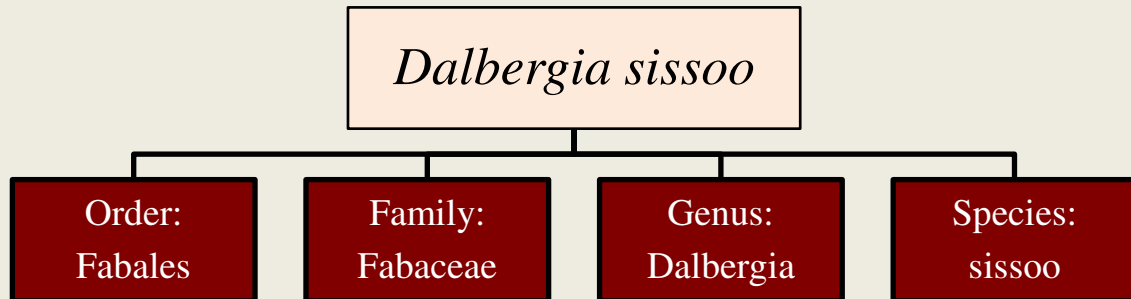 Dalbergia sissoo
Order:
Fabales
Family:
Fabaceae
Genus:
Dalbergia
Species:
sissoo